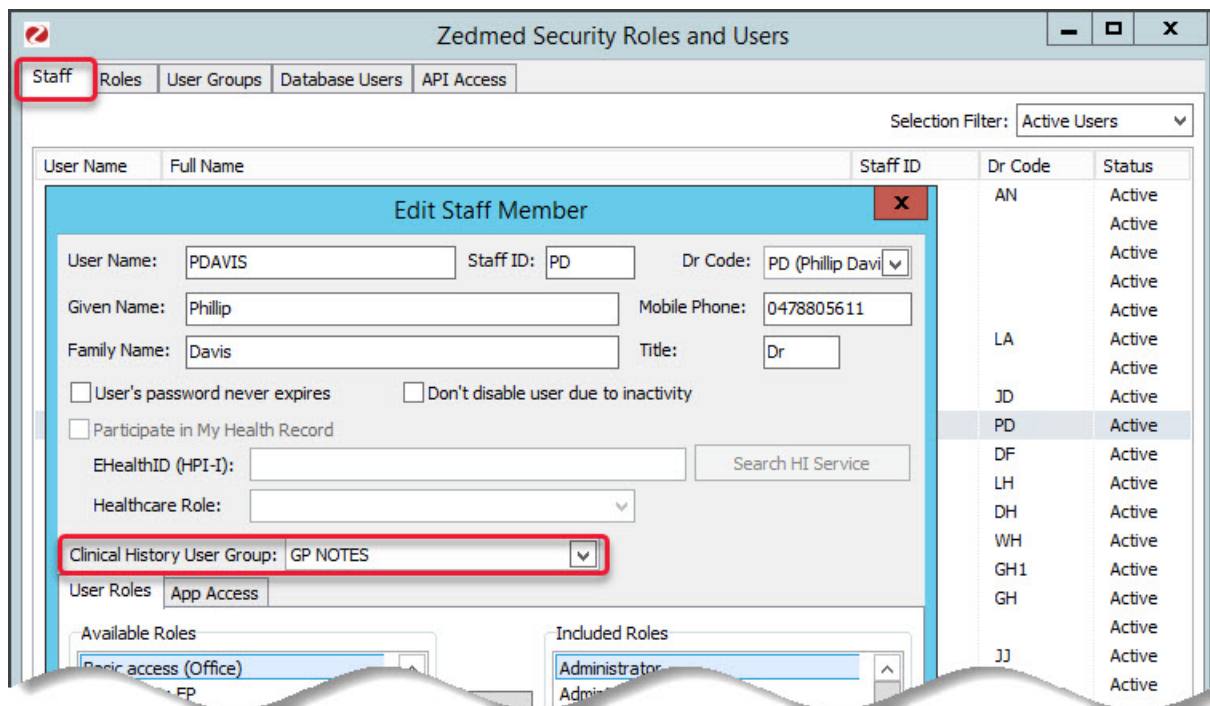 Zedmed Security Roles and Users
Staff Roles User Groups Database Users API Access
Selection Filter: Active Users
User Name Full Name Staff ID Dr Code Status
AN Active
Edit Staff Member
Active
User Name: PDAVIS Staff ID: PD Dr Code: PD (Phillip Davi
Active
Active
Given Name: Phillip Mobile Phone: 0478805611
Active
LA Active
Family Name: Davis Title: Dr
Active
User's password never expires Don't disable user due to inactivity
JD Active
Participate in My Health Record
PD Active
EHealthID (HPI-I): Search HI Service
DF Active
LH Active
Healthcare Role:
DH Active
WH Active
Clinical History User Group: GP NOTES
GH1 Active
User Roles App Access
GH Active
Available Roles Included Roles
Active
Basic access (Office) Administrator
JJ Active
Active